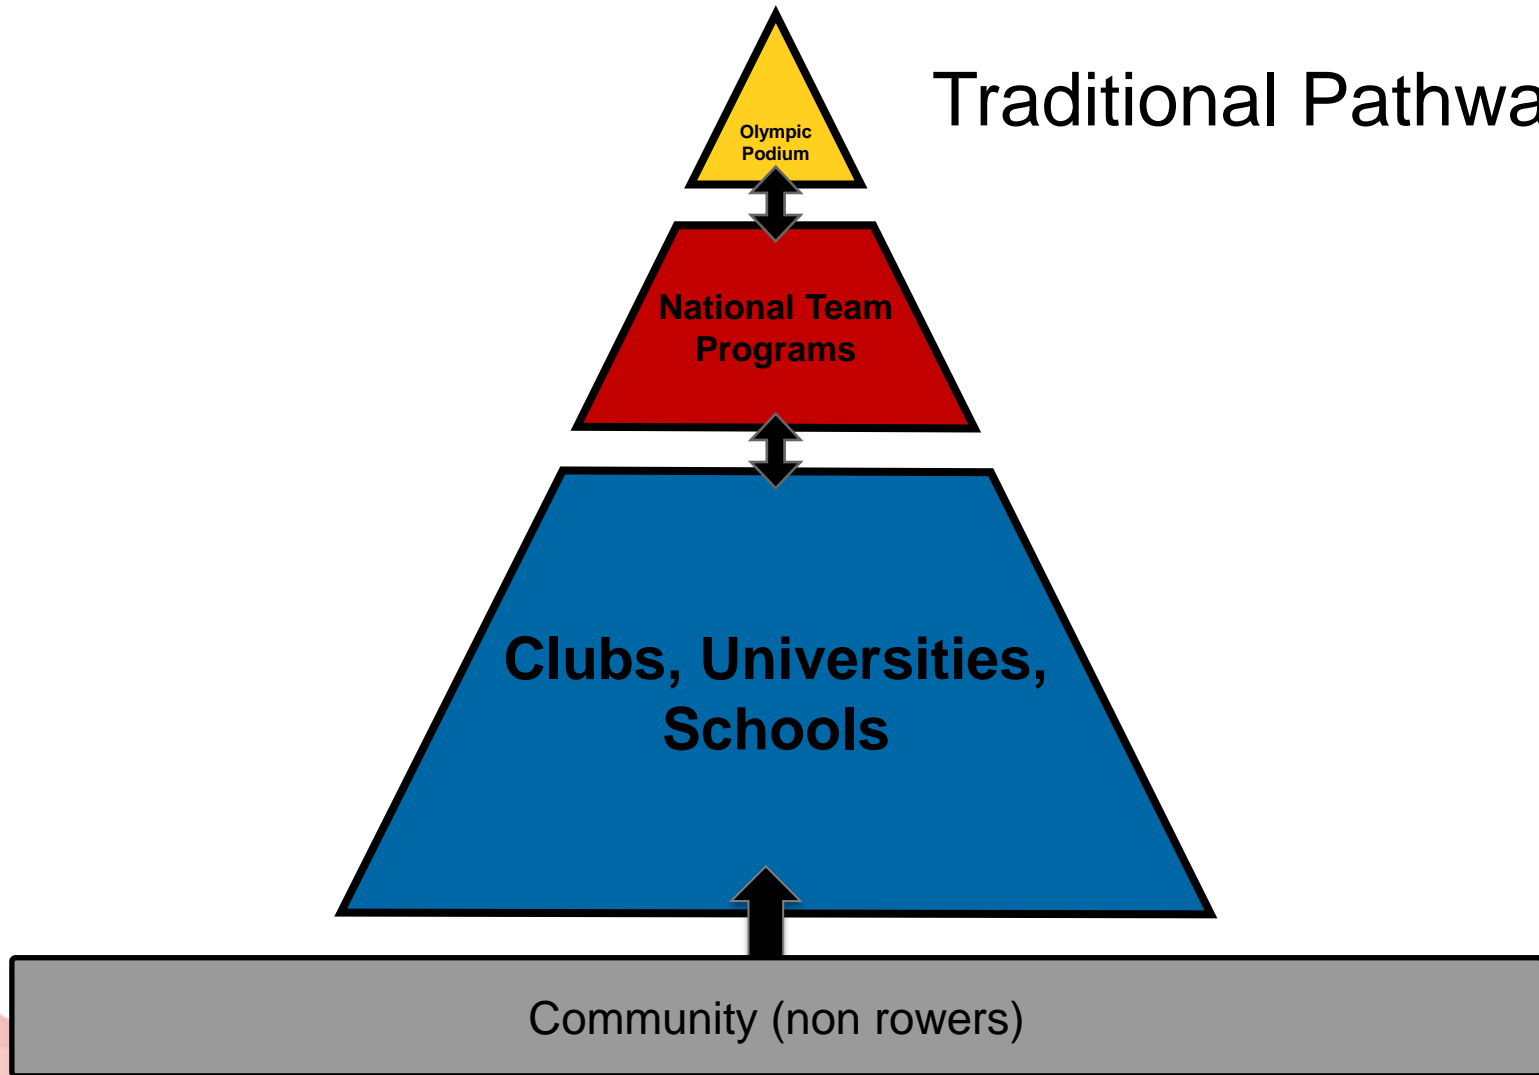 Traditional Pathwa
Olympic
Podium
National Team
Programs
Clubs, Universities,
Schools
Community (non rowers)